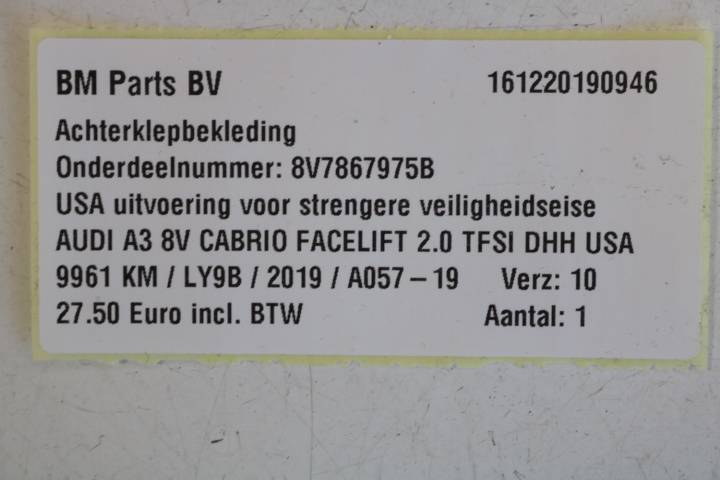 BM Parts BV 161220190946
Achterklepbekleding
Onderdeelnummer: 8V7867975B
USA uitvoering voor strengere veiligheidseise
AUDI A3 8V CABRIO FACELIFT 2.0 TFSI DHH USA
9961 KM / LY9B / 2019 / A057 – 19 Verz: 10
27.50 Euro incl. BTW Aantal: 1